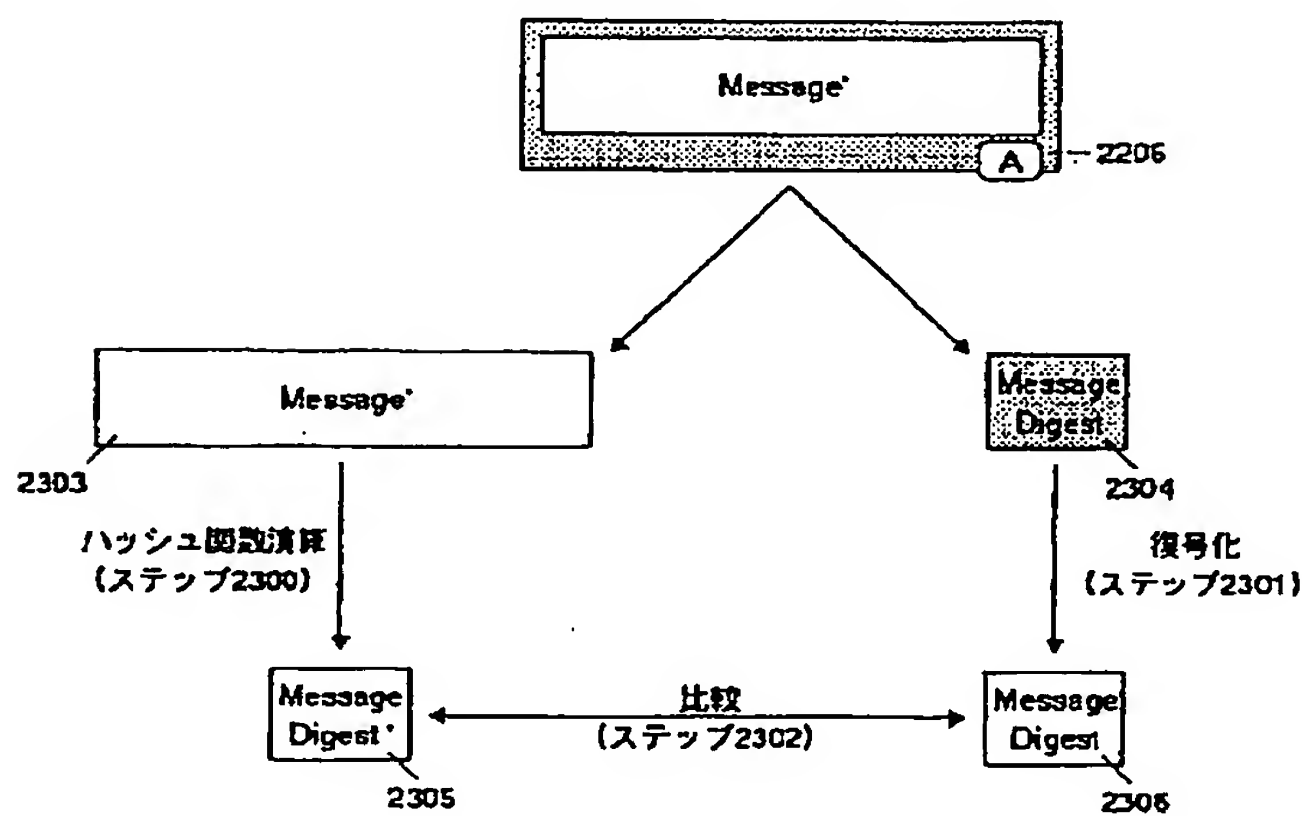 Message'
A
2206
Message'
Message
Digest
2303
2304
ハッシュ関数演算
(ステップ2300)
復号化
(ステップ2301)
Message
Digest'
比較
(ステップ2302)
Message
Digest
2305
2306